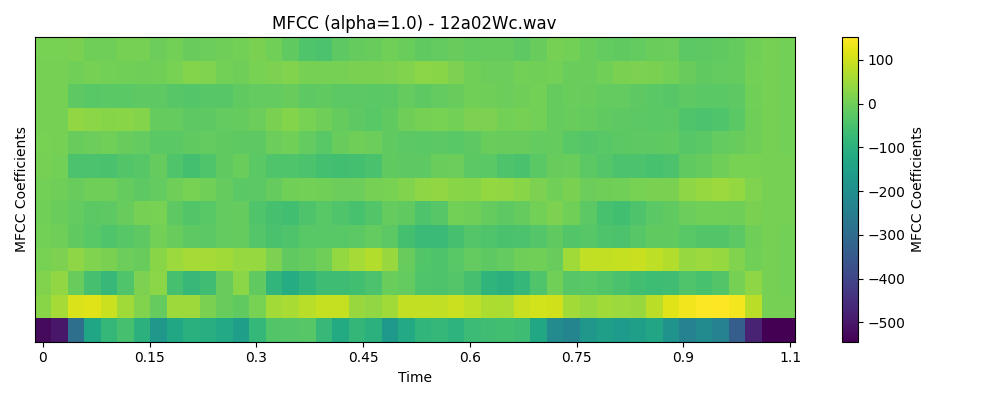 MFCC (alpha=1.0) - 12a02Wc.wav
MFCC Coefficients
0 0.15 0.3 0.45 0.6 0.75 0.9 1.1
Time
100
0
−100
−200
−300
−400
−500
MFCC Coefficients